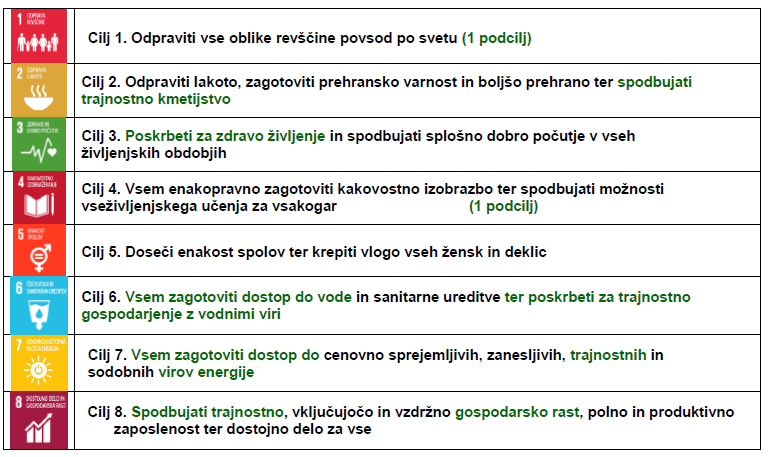 1 ODPRAVA
REVŠČINE
Cilj 1. Odpraviti vse oblike revščine povsod po svetu (1 podcilj)
2 ODPRAVA
LAKOTE
Cilj 2. Odpraviti lakoto, zagotoviti prehransko varnost in boljšo prehrano ter spodbujati
trajnostno kmetijstvo
3 ZDRAVJE IN
DOBRO POČUTJE
Cilj 3. Poskrbeti za zdravo življenje in spodbujati splošno dobro počutje v vseh
življenjskih obdobjih
4 KAKOVOSTNO
IZOBRAŽEVANJE
Cilj 4. Vsem enakopravno zagotoviti kakovostno izobrazbo ter spodbujati možnosti
vseživljenjskega učenja za vsakogar (1 podcilj)
5 ENAKOST
SPOLOV
Cilj 5. Doseči enakost spolov ter krepiti vlogo vseh žensk in deklic
6 ČISTA VODA IN
SANITARNA UREDITEV
Cilj 6. Vsem zagotoviti dostop do vode in sanitarne ureditve ter poskrbeti za trajnostno
gospodarjenje z vodnimi viri
7 CENOVNO DOSTOPNA
IN ČISTA ENERGIJA
Cilj 7. Vsem zagotoviti dostop do cenovno sprejemljivih, zanesljivih, trajnostnih in
sodobnih virov energije
8 DOSTOJNO DELO IN
GOSPODARSKA RAST
Cilj 8. Spodbujati trajnostno, vključujočo in vzdržno gospodarsko rast, polno in produktivno
zaposlenost ter dostojno delo za vse